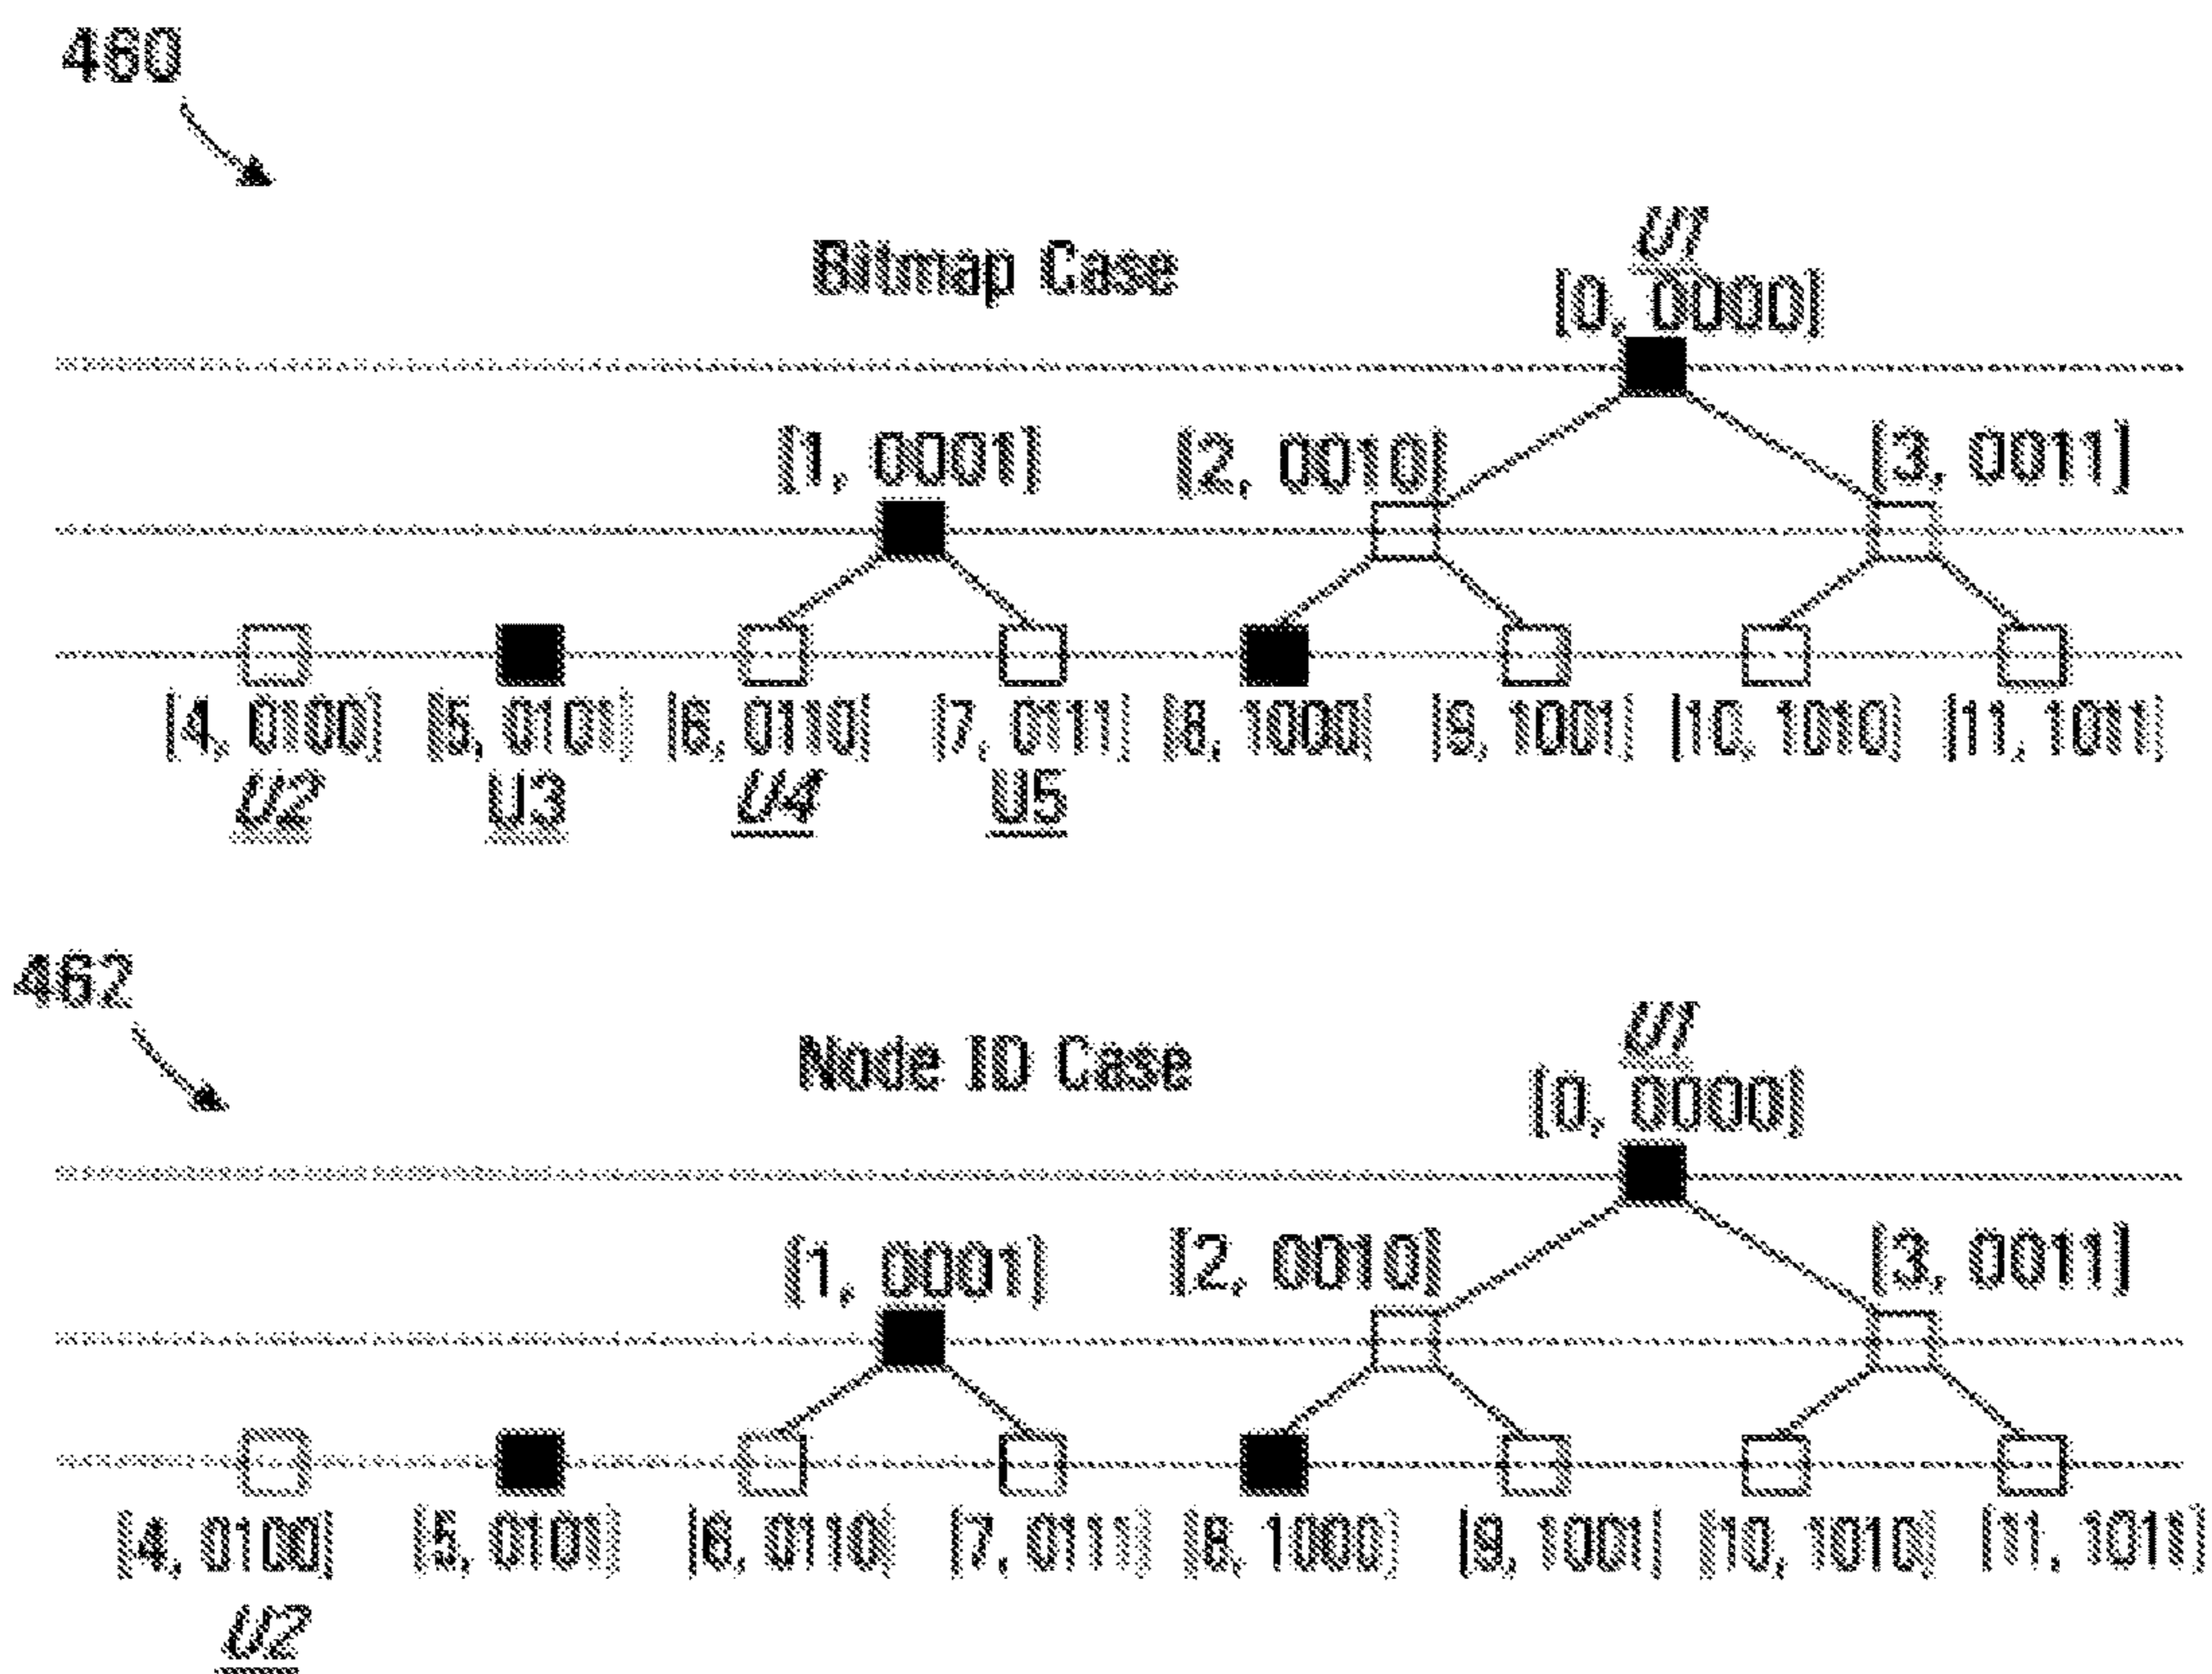 460
Bitmap Case
U1
[0, 0000]
[1, 0001] [2, 0010] [3, 0011]
[4, 0100] [5, 0101] [6, 0110] [7, 0111] [8, 1000] [9, 1001] [10, 1010] [11, 1011]
U2 U3 U4 U5
462
Node ID Case
U1
[0, 0000]
[1, 0001] [2, 0010] [3, 0011]
[4, 0100] [5, 0101] [6, 0110] [7, 0111] [8, 1000] [9, 1001] [10, 1010] [11, 1011]
U2